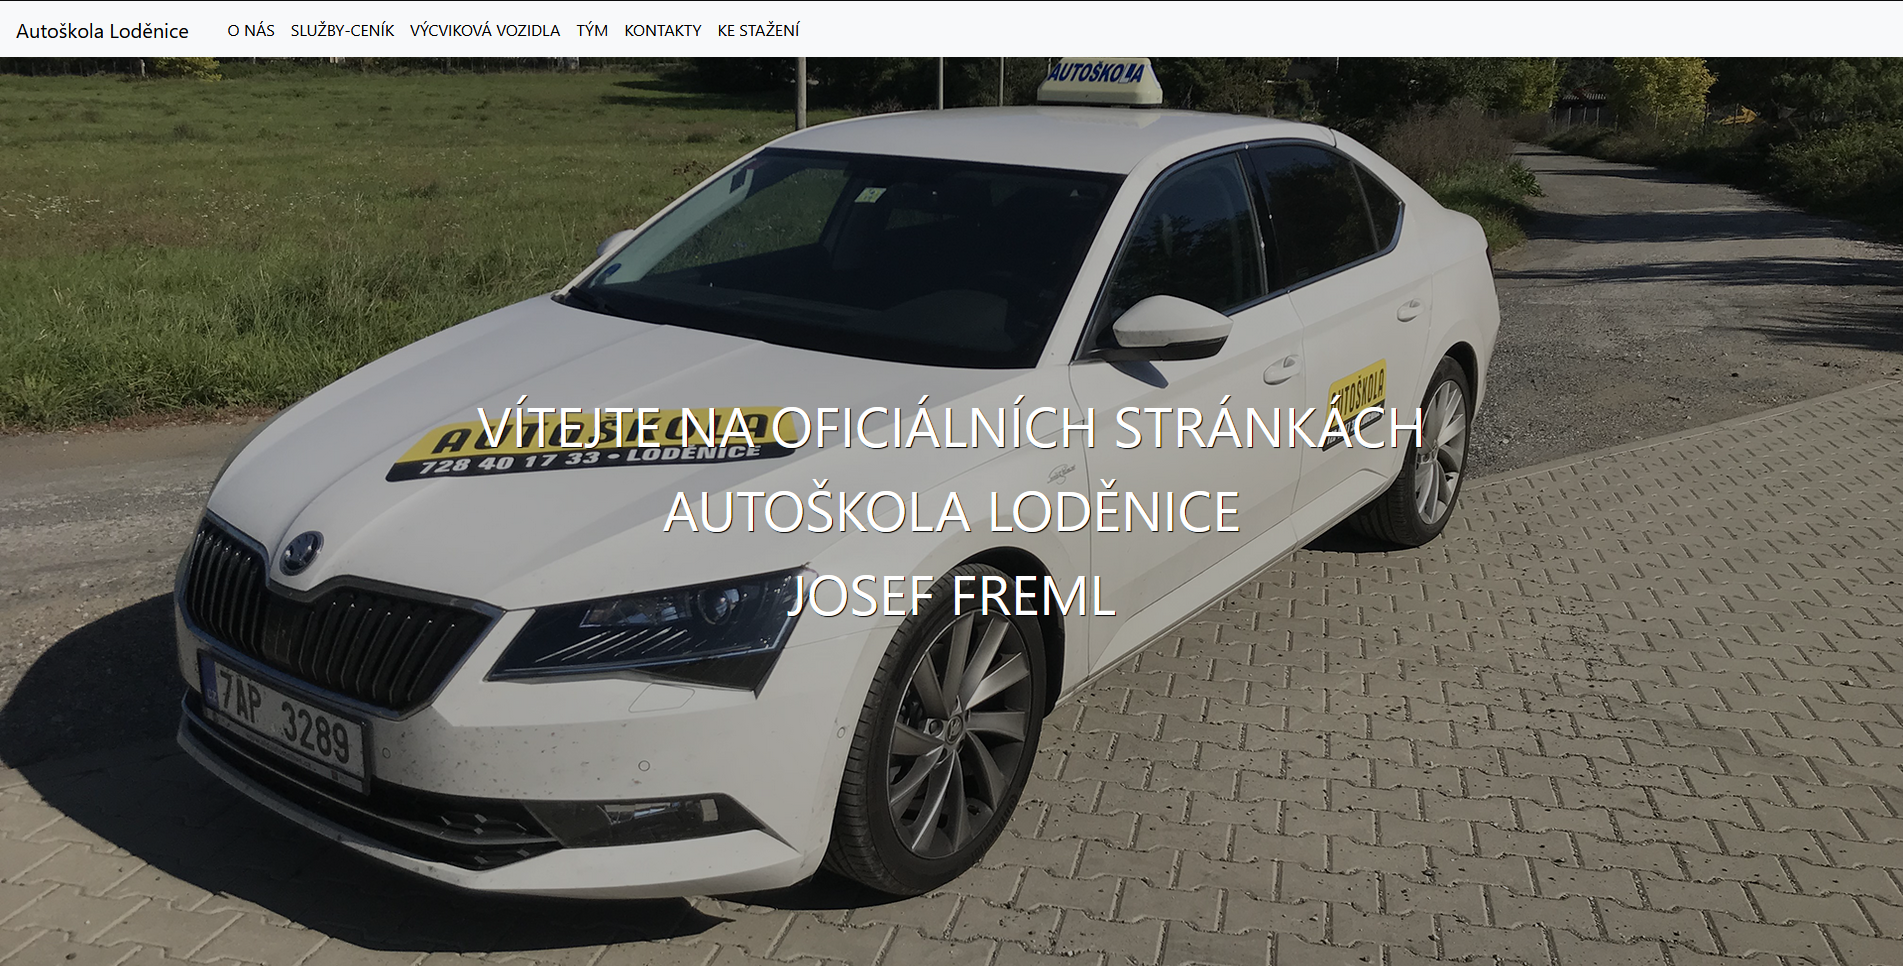 Autoškola Loděnice
O NÁS SLUŽBY-CENÍK VÝCVIKOVÁ VOZIDLA TÝM KONTAKTY KE STAŽENÍ
AUTOŠKOLA
VÍTEJTE NA OFICIÁLNÍCH STRÁNKÁCH
AUTOŠKOLA LODĚNICE
JOSEF FREML
AUTOŠKOLA
728 40 17 33 • LODĚNICE
AUTOŠKOLA
7AP 3289